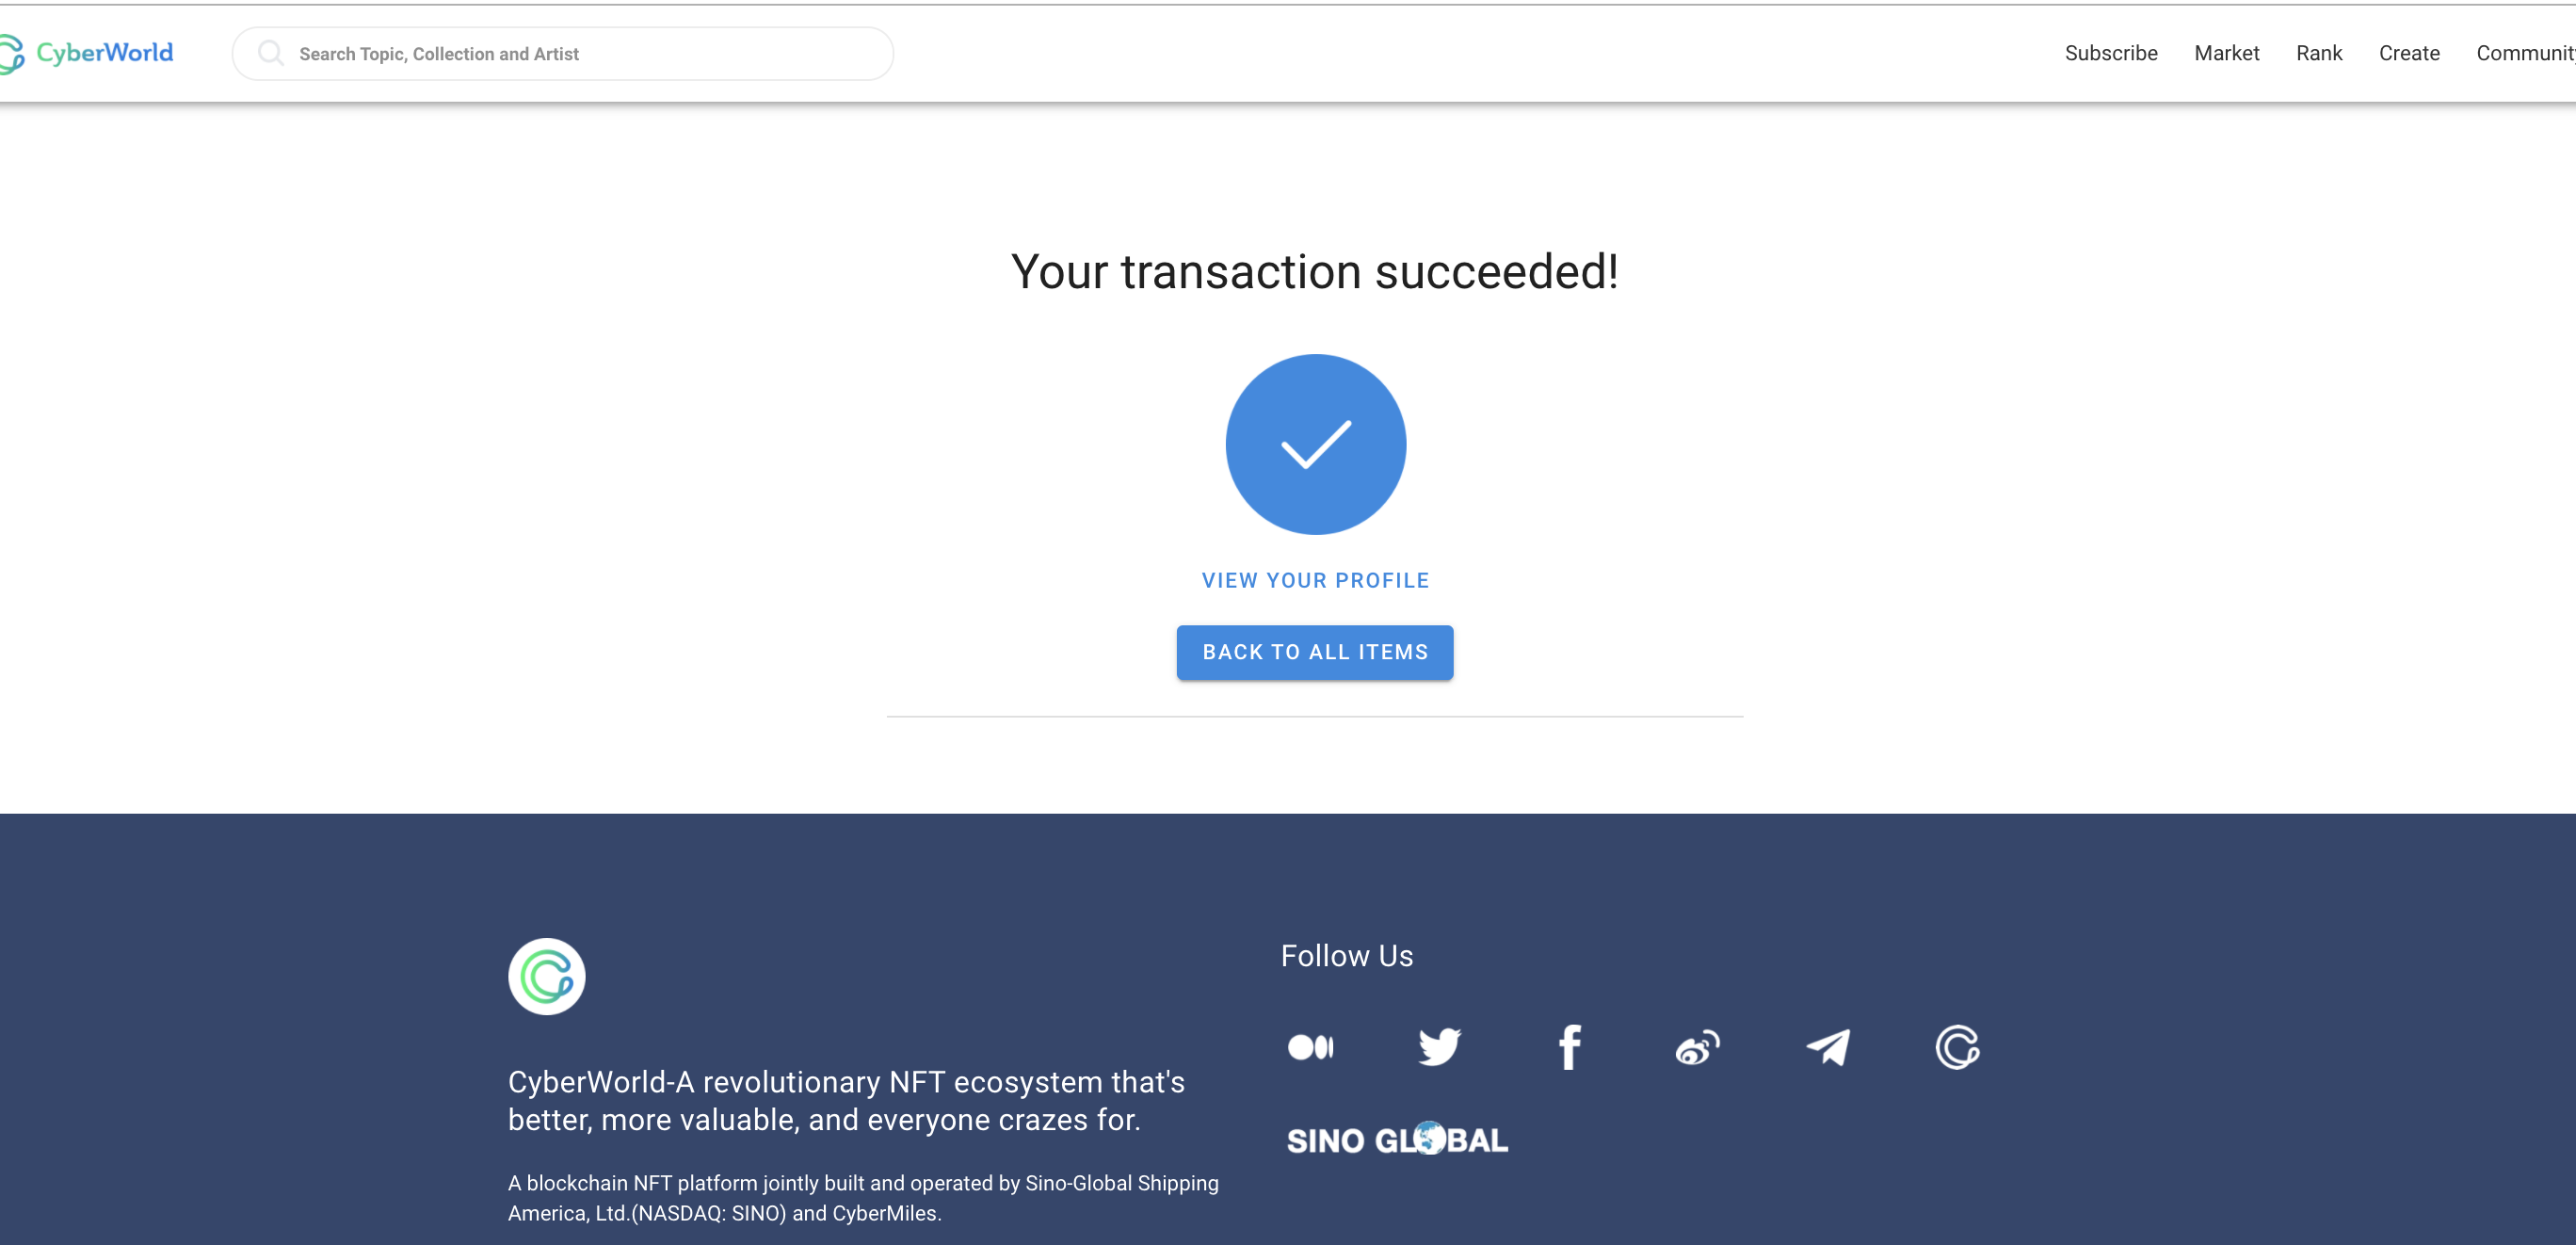 CyberWorld
Search Topic, Collection and Artist
Subscribe Market Rank Create Community
Your transaction succeeded!
VIEW YOUR PROFILE
BACK TO ALL ITEMS
Follow Us
SINO GLOBAL
CyberWorld-A revolutionary NFT ecosystem that's
better, more valuable, and everyone crazes for.
A blockchain NFT platform jointly built and operated by Sino-Global Shipping
America, Ltd.(NASDAQ: SINO) and CyberMiles.